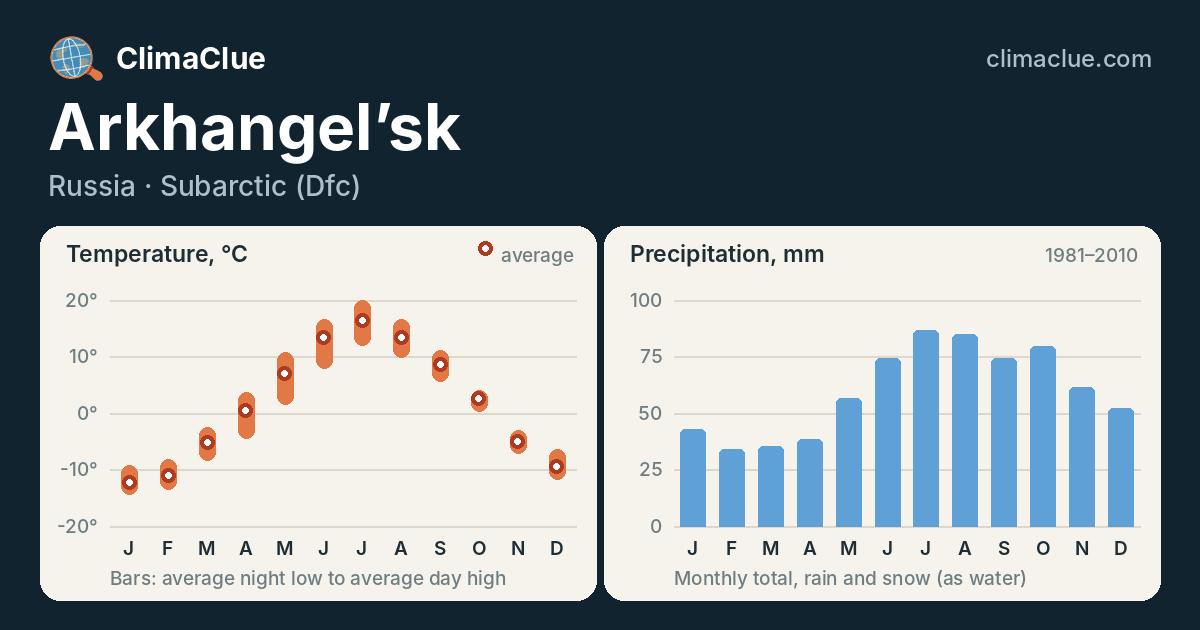 ClimaClue
climaclue.com
Arkhangel’sk
Russia · Subarctic (Dfc)
Temperature, °C
average
20°
10°
0°
-10°
-20°
J F M A M J J A S O N D
Bars: average night low to average day high
Precipitation, mm
1981–2010
100
75
50
25
0
J F M A M J J A S O N D
Monthly total, rain and snow (as water)